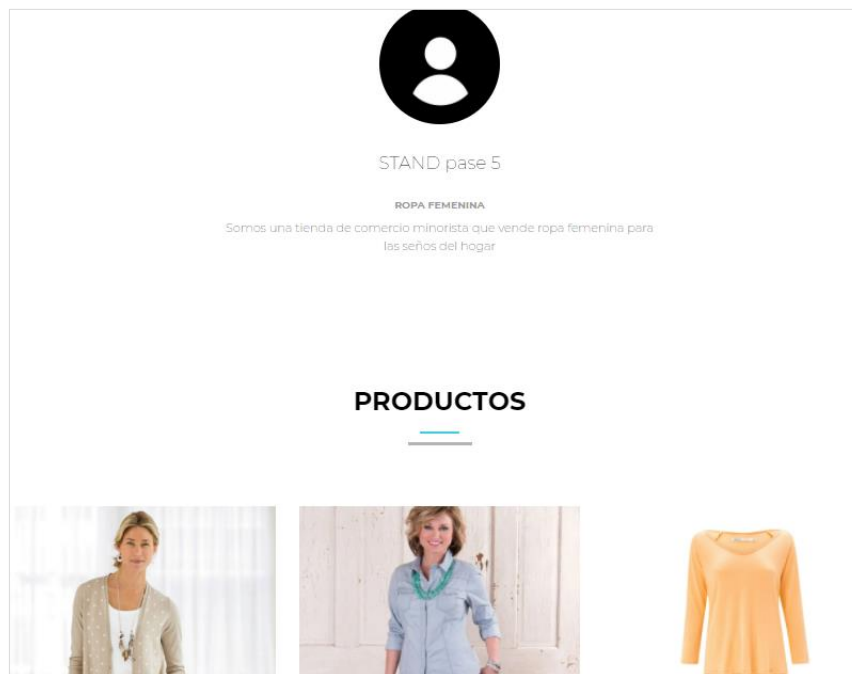 STAND pase 5
ROPA FEMENINA
Somos una tienda de comercio minorista que vende ropa femenina para
las seños del hogar
PRODUCTOS